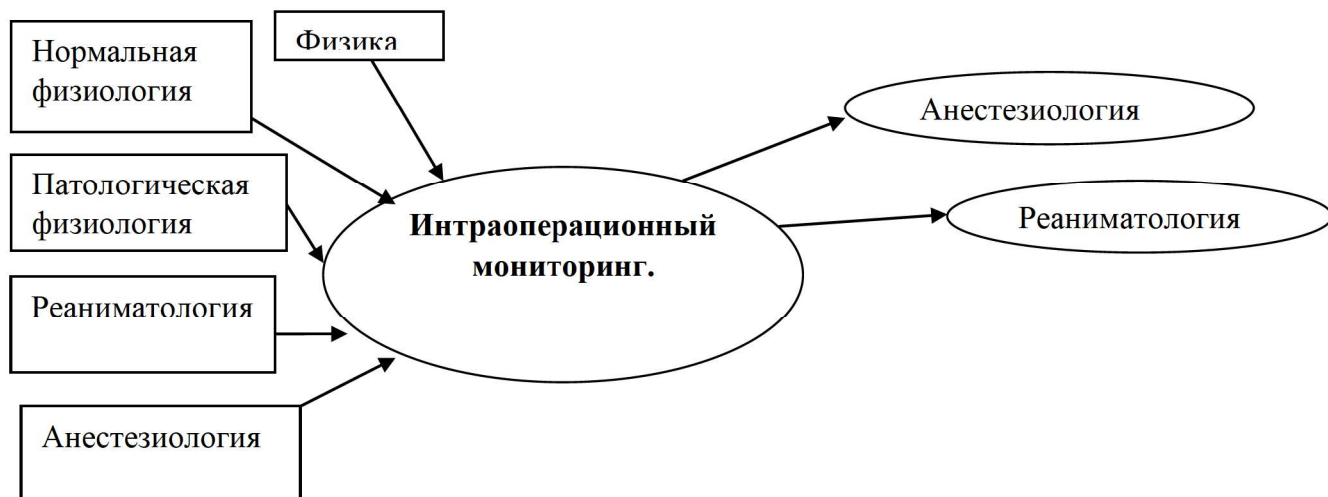 Нормальная
физиология
Физика
Патологическая
физиология
Реаниматология
Анестезиология
Интраоперационный
мониторинг.
Анестезиология
Реаниматология